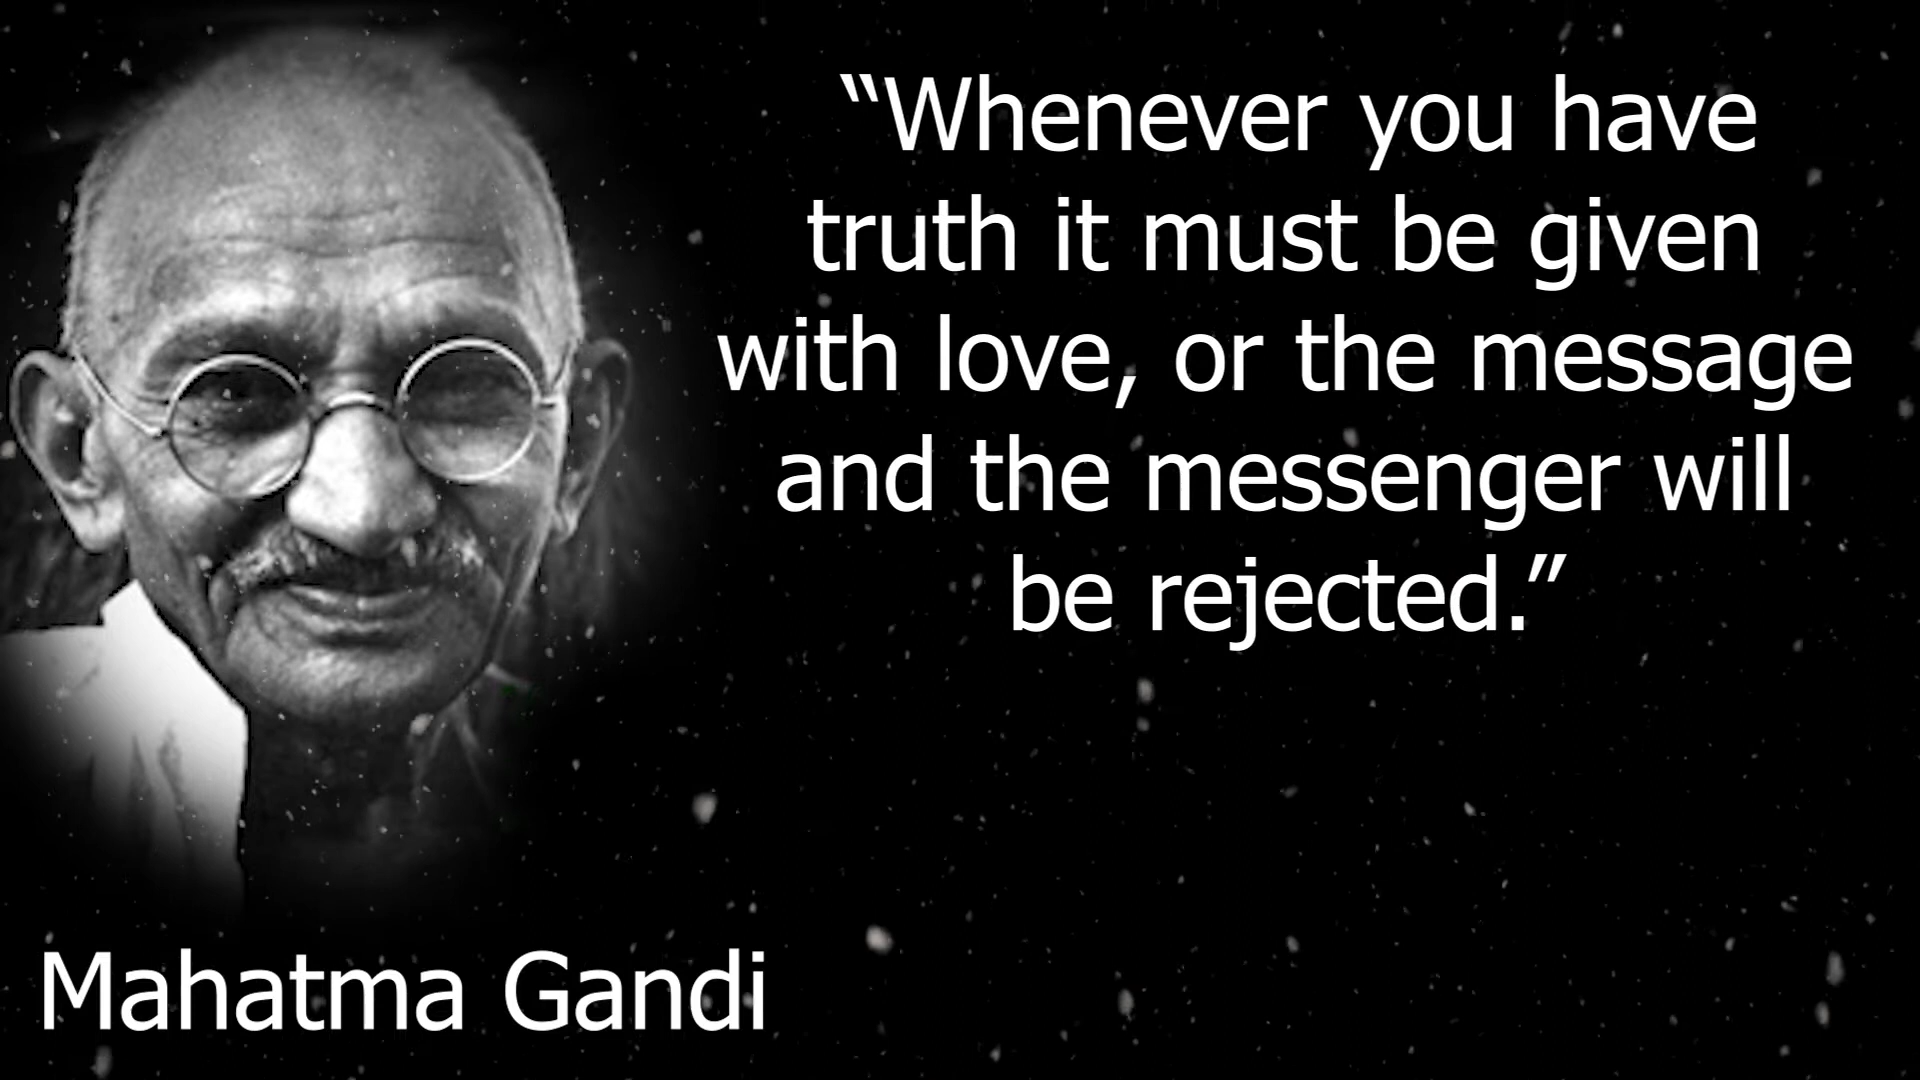 “Whenever you have
truth it must be given
with love, or the message
and the messenger will
be rejected.”
Mahatma Gandi